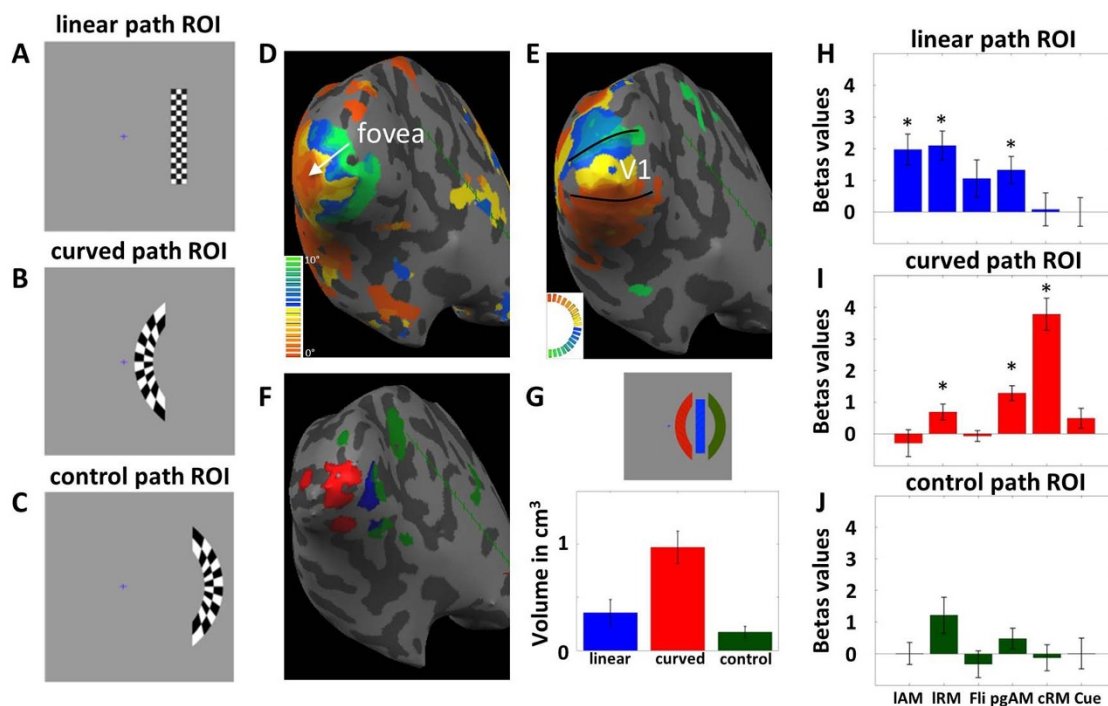 linear path ROI
A
curved path ROI
B
control path ROI
C
D
fovea
10°
0°
E
V1
F
G
Volume in cm³
1
0
linear curved control
H
linear path ROI
Betas values
4
3
2
1
0
* * *
I
curved path ROI
Betas values
4
3
2
1
0
* * *
J
control path ROI
Betas values
4
3
2
1
0
lAM lRM Fli pgAM cRM Cue